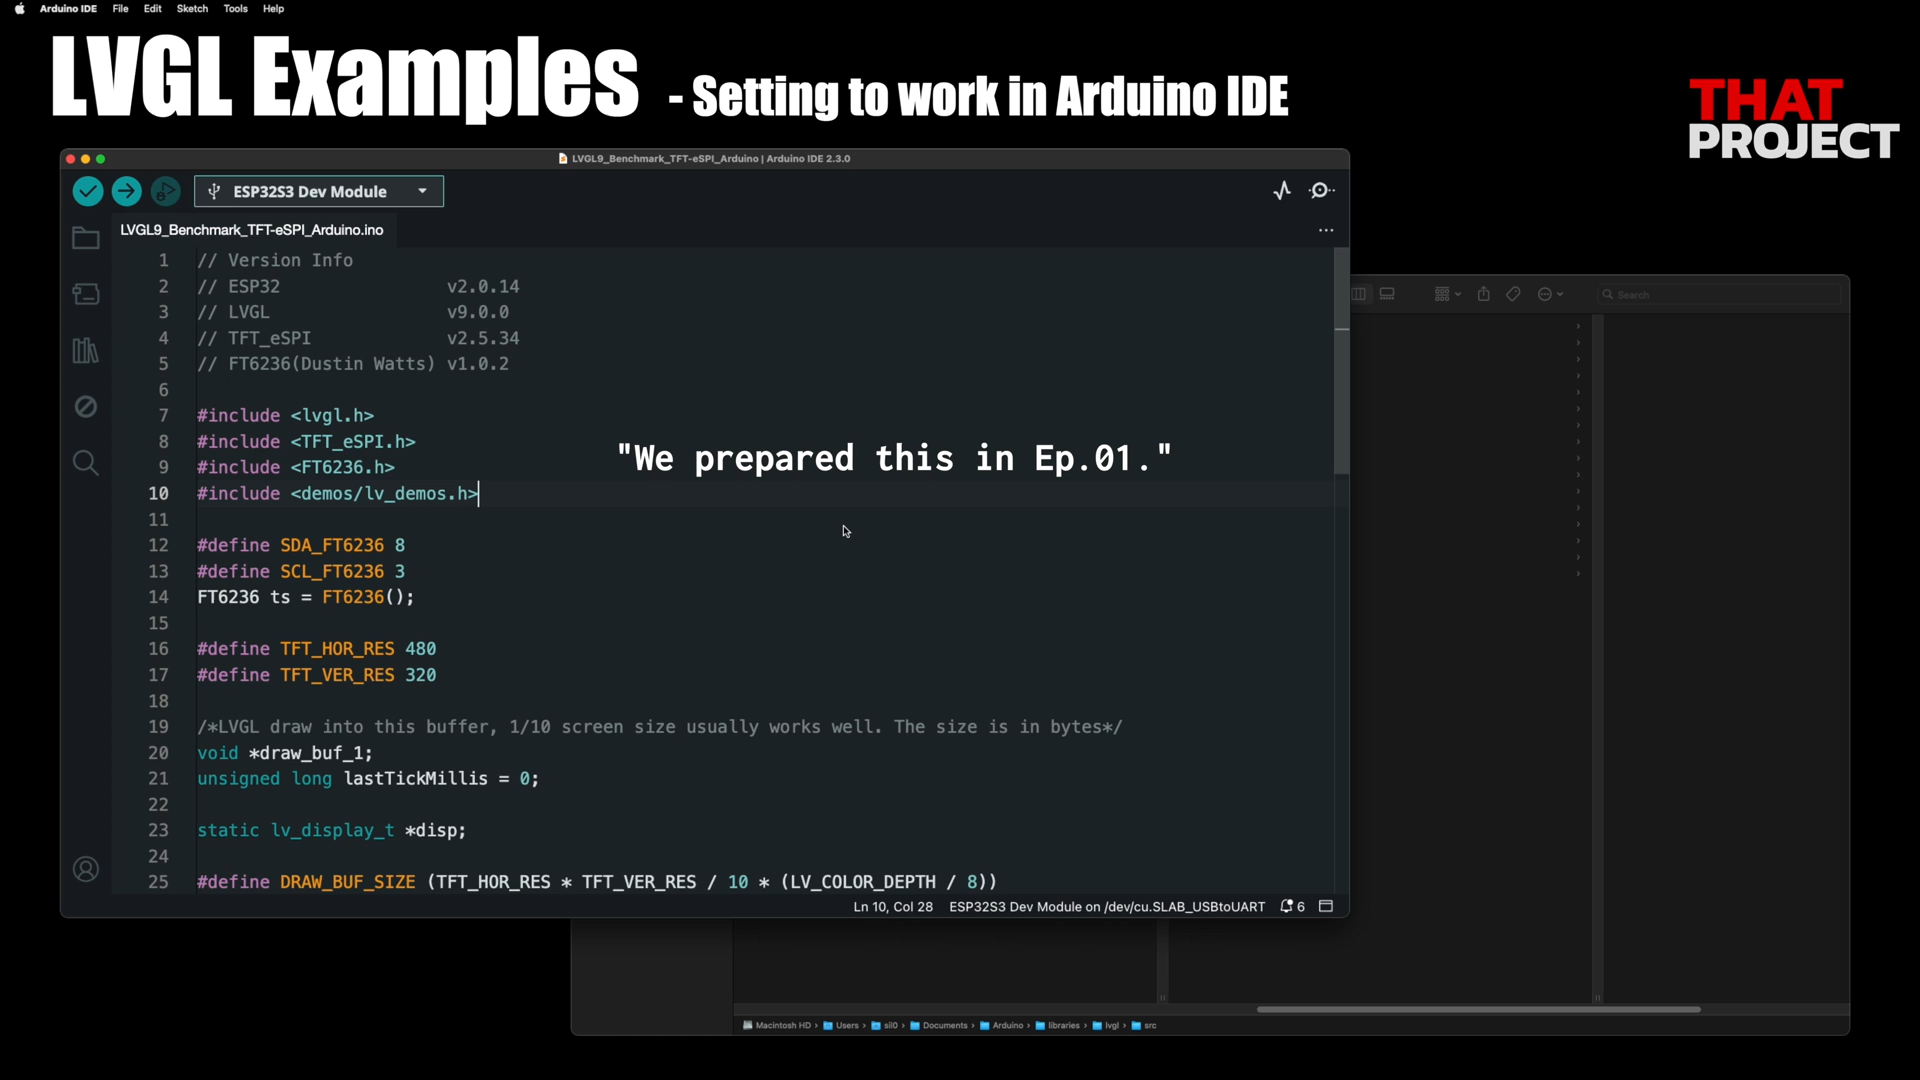 Arduino IDE File Edit Sketch Tools Help
LVGL Examples - Setting to work in Arduino IDE
THAT
PROJECT
LVGL9_Benchmark_TFT-eSPI_Arduino | Arduino IDE 2.3.0
ESP32S3 Dev Module
LVGL9_Benchmark_TFT-eSPI_Arduino.ino
Search
1 // Version Info
2 // ESP32 v2.0.14
3 // LVGL v9.0.0
4 // TFT_eSPI v2.5.34
5 // FT6236(Dustin Watts) v1.0.2
6
7 #include <lvgl.h>
8 #include <TFT_eSPI.h>
"We prepared this in Ep.01."
9 #include <FT6236.h>
10 #include <demos/lv_demos.h>
11
12 #define SDA_FT6236 8
13 #define SCL_FT6236 3
14 FT6236 ts = FT6236();
15
16 #define TFT_HOR_RES 480
17 #define TFT_VER_RES 320
18
19 /*LVGL draw into this buffer, 1/10 screen size usually works well. The size is in bytes*/
20 void *draw_buf_1;
21 unsigned long lastTickMillis = 0;
22
23 static lv_display_t *disp;
24
25 #define DRAW_BUF_SIZE (TFT_HOR_RES * TFT_VER_RES / 10 * (LV_COLOR_DEPTH / 8))
Ln 10, Col 28 ESP32S3 Dev Module on /dev/cu.SLAB_USBtoUART 6
Macintosh HD › Users › sil0 › Documents › Arduino › libraries › lvgl › src